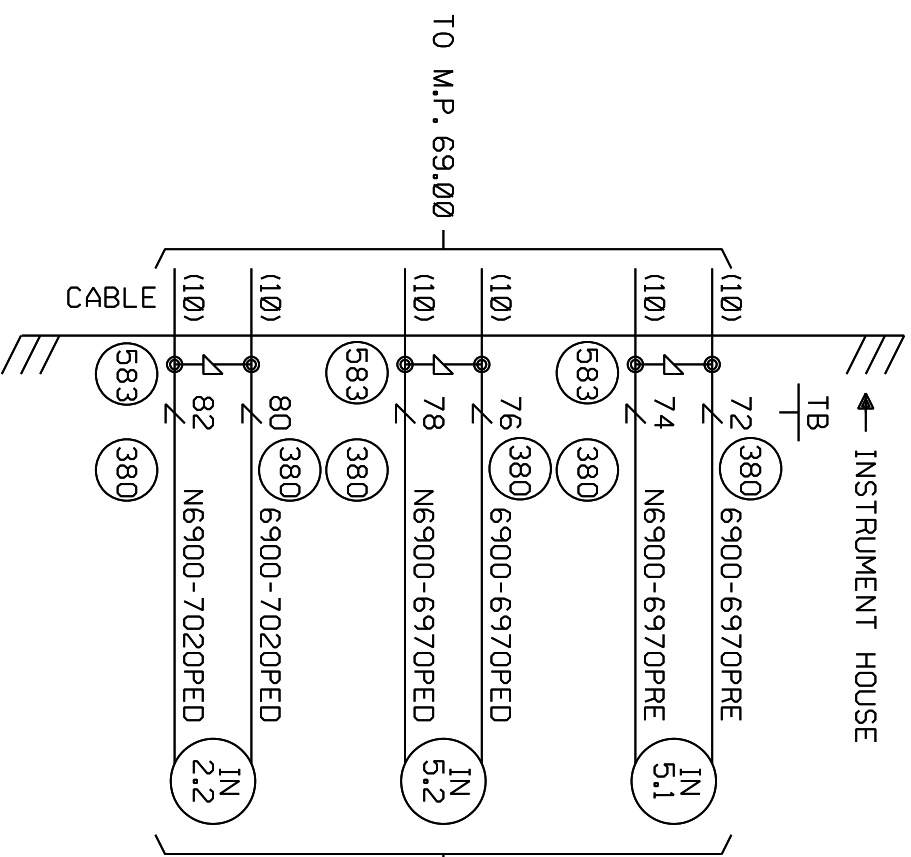 INSTRUMENT HOUSE
TB
(10) 72 380 6900-6970PRE
IN
5.1
(10) 74 N6900-6970PRE
583 380
(10) 76 380 6900-6970PED
TO M.P. 69.00
IN
5.2
(10) 78 N6900-6970PED
583 380
(10) 80 380 6900-7020PED
IN
2.2
(10) 82 N6900-7020PED
583 380
CABLE